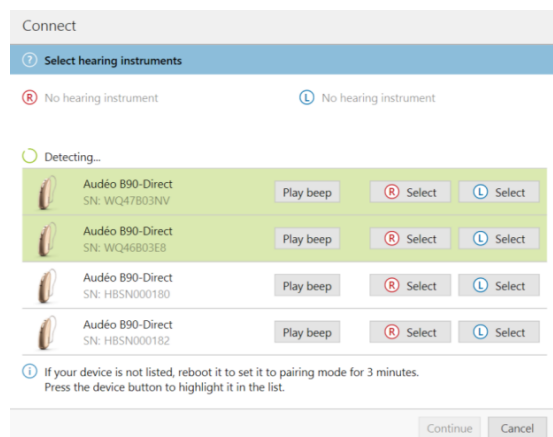 Connect
? Select hearing instruments
R No hearing instrument L No hearing instrument
Detecting...
Audéo B90-Direct
SN: WQ47B03NV
Play beep R Select L Select
Audéo B90-Direct
SN: WQ46B03E8
Play beep R Select L Select
Audéo B90-Direct
SN: HBSN000180
Play beep R Select L Select
Audéo B90-Direct
SN: HBSN000182
Play beep R Select L Select
i If your device is not listed, reboot it to set it to pairing mode for 3 minutes.
Press the device button to highlight it in the list.
Continue Cancel